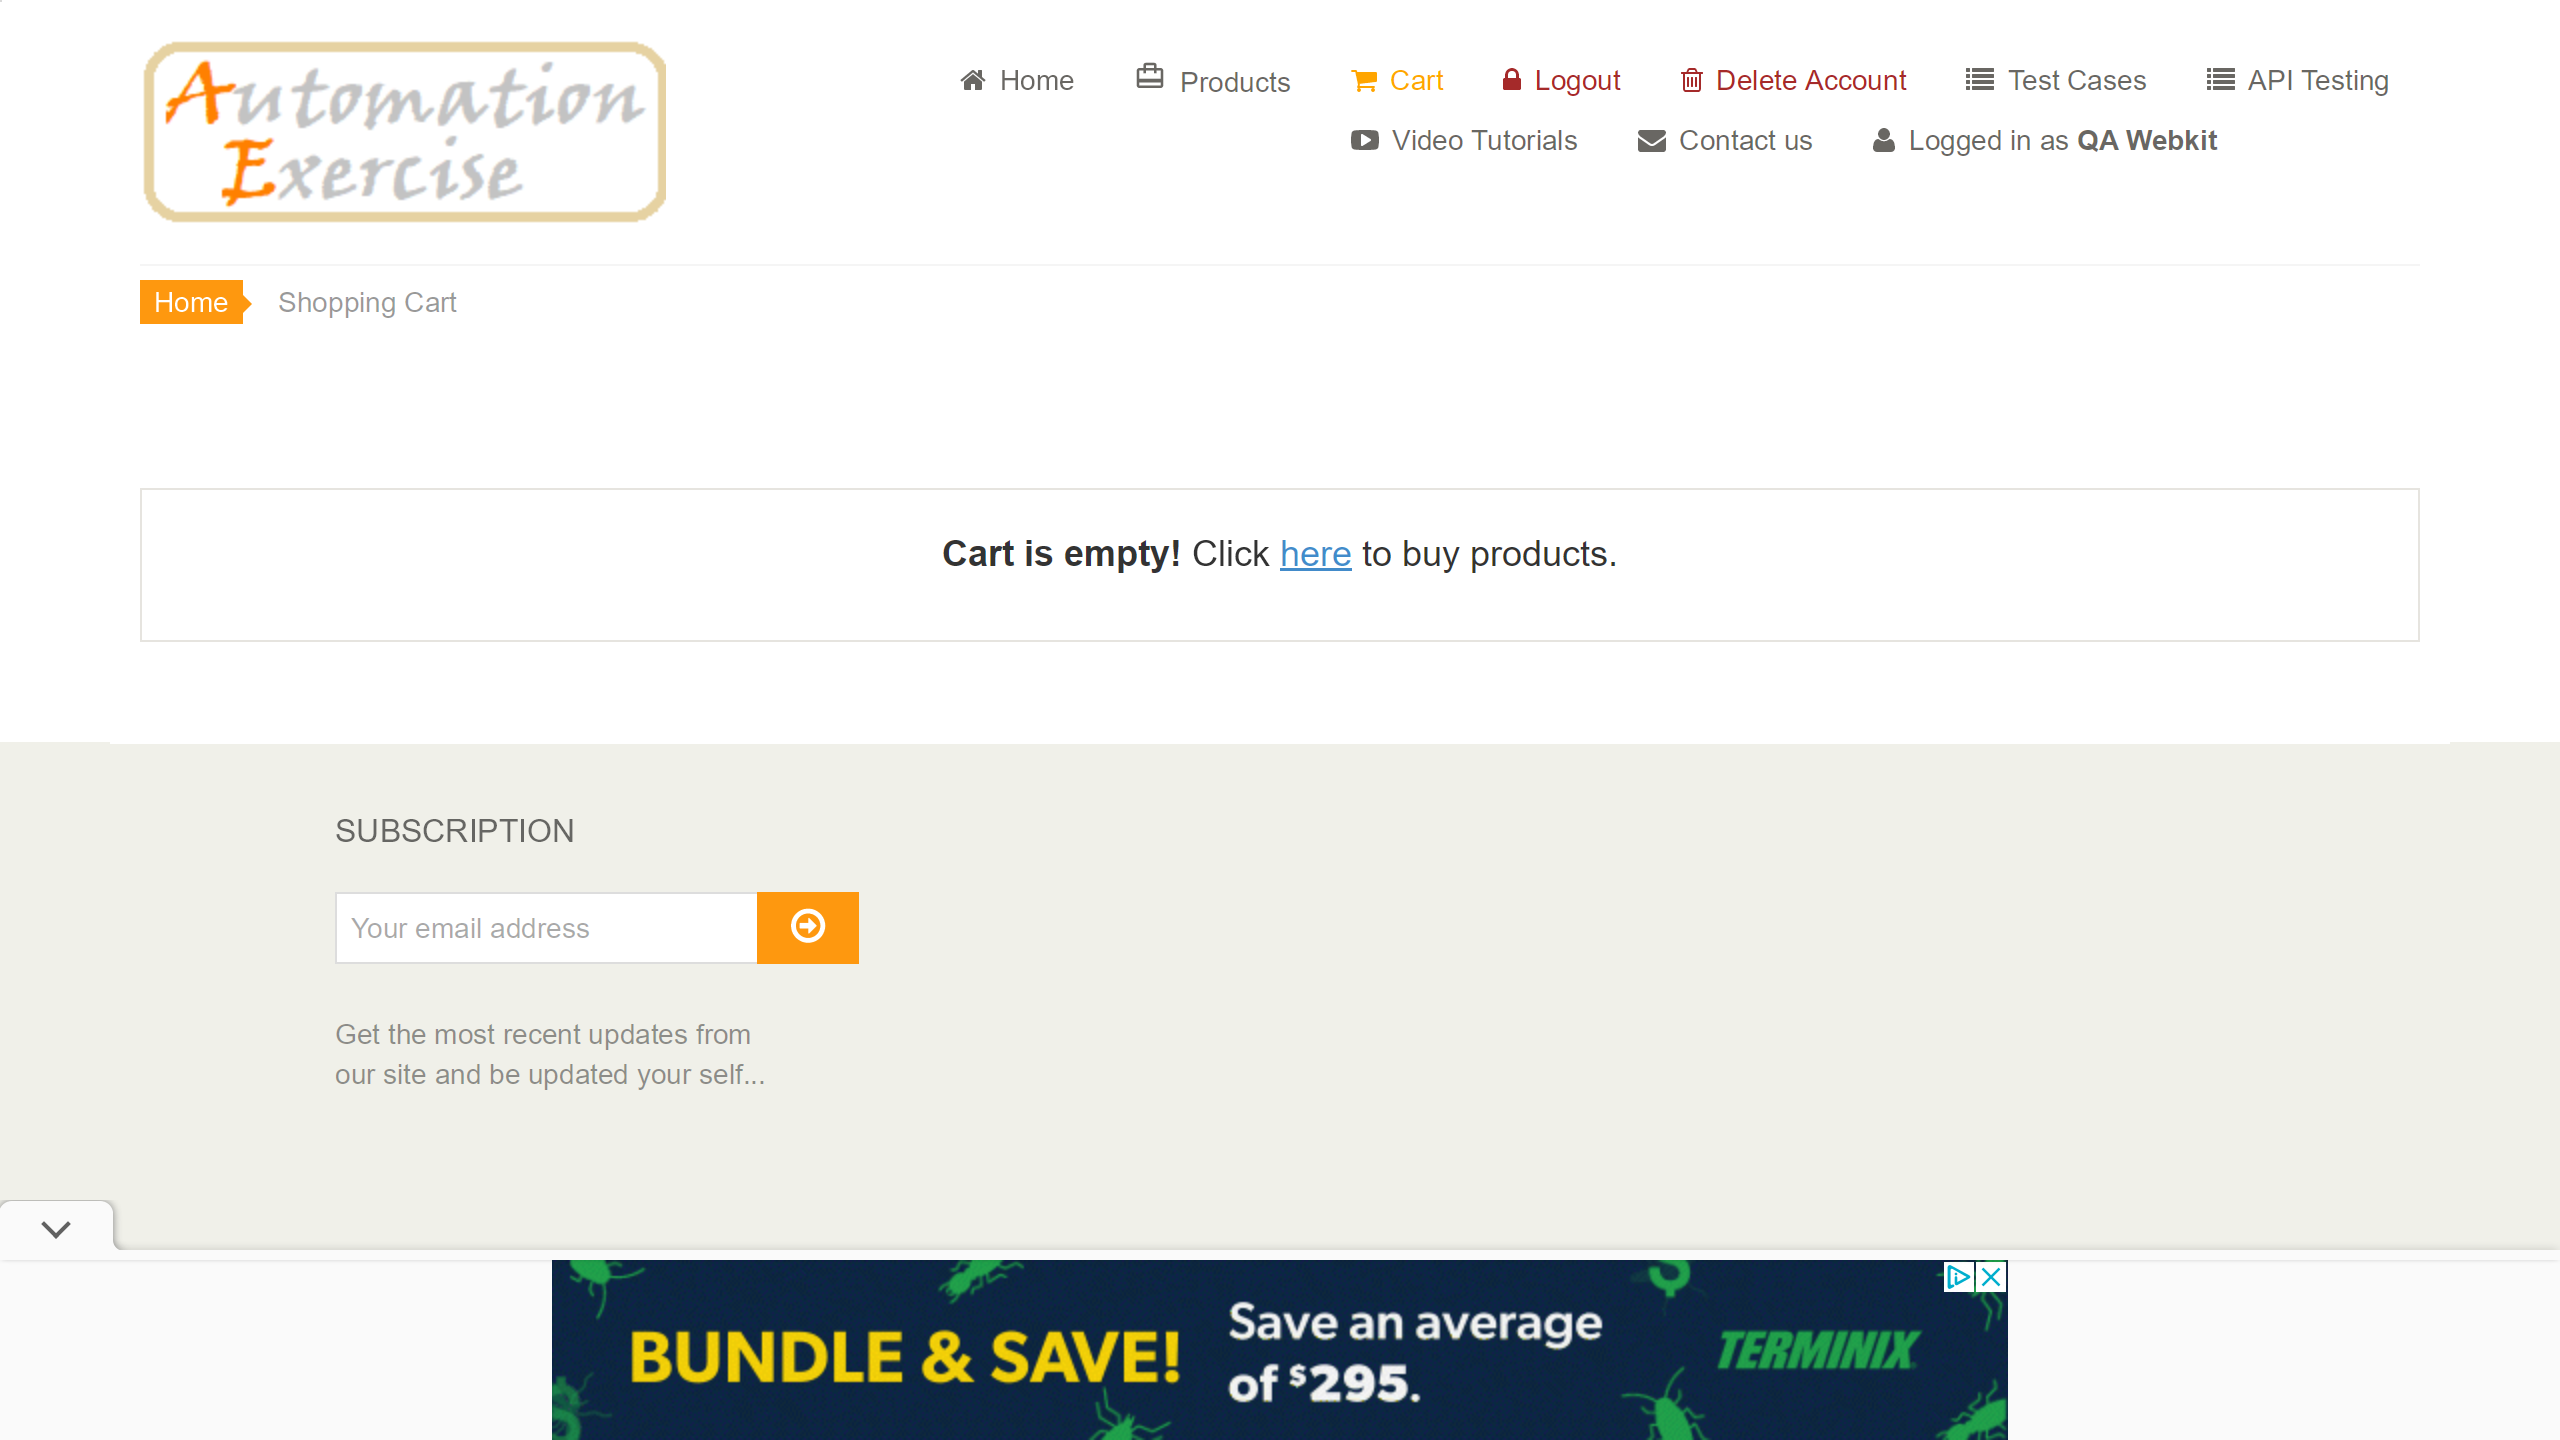 Automation
Exercise
Home
Products
Cart
Logout
Delete Account
Test Cases
API Testing
Video Tutorials
Contact us
Logged in as QA Webkit
Home
Shopping Cart
Cart is empty! Click here to buy products.
SUBSCRIPTION
Your email address
Get the most recent updates from
our site and be updated your self...
BUNDLE & SAVE!
Save an average
of $295.
TERMINIX